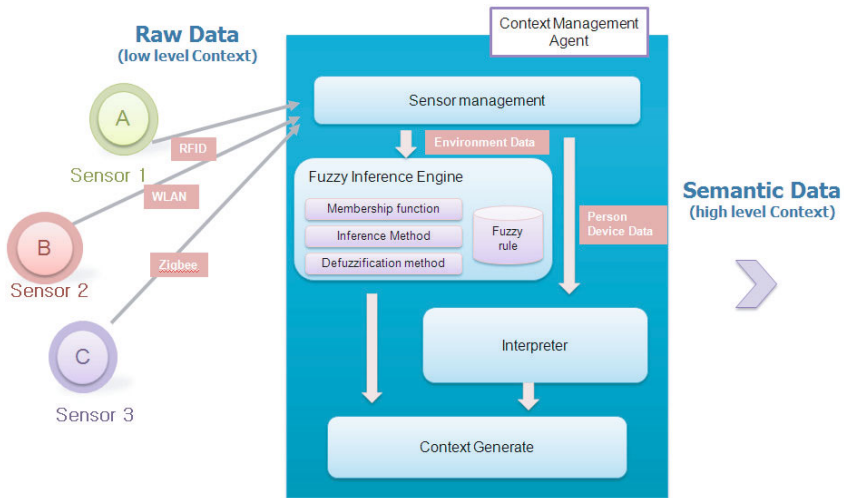 Raw Data
(low level Context)
Context Management
Agent
A
Sensor 1
RFID
WLAN
B
Sensor 2
Zigbee
C
Sensor 3
Sensor management
Environment Data
Fuzzy Inference Engine
Membership function
Inference Method
Defuzzification method
Fuzzy
rule
Person
Device Data
Interpreter
Context Generate
Semantic Data
(high level Context)